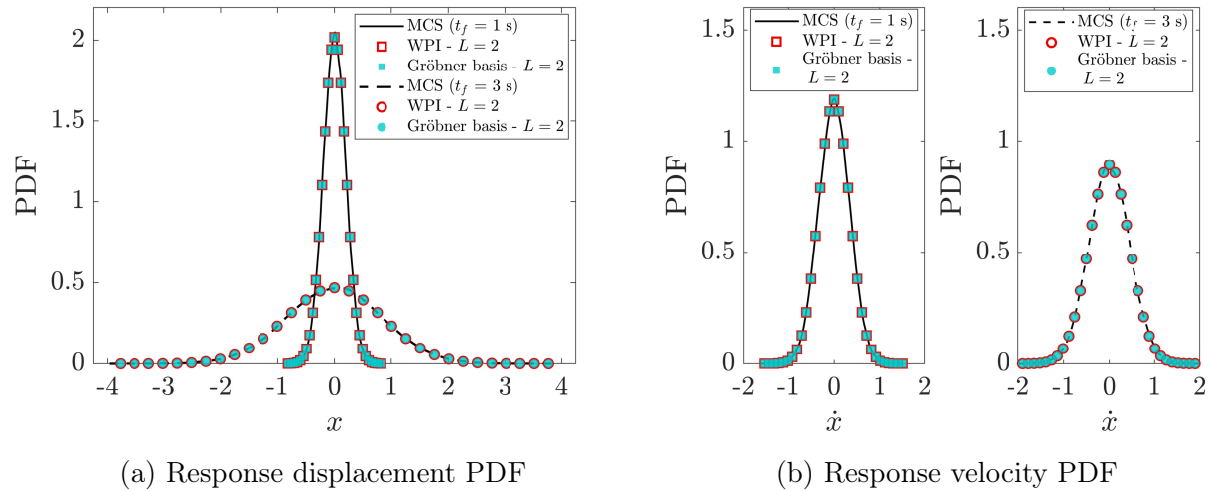 MCS (t_f = 1 s)
WPI - L = 2
Gröbner basis - L = 2
MCS (t_f = 3 s)
WPI - L = 2
Gröbner basis - L = 2
PDF
2
1.5
1
0.5
0
-4 -3 -2 -1 0 1 2 3 4
x
(a) Response displacement PDF
MCS (t_f = 1 s)
WPI - L = 2
Gröbner basis -
L = 2
PDF
1.5
1
0.5
0
-2 -1 0 1 2
ẋ
MCS (t_f = 3 s)
WPI - L = 2
Gröbner basis -
L = 2
PDF
1.5
1
0.5
0
-2 -1 0 1 2
ẋ
(b) Response velocity PDF